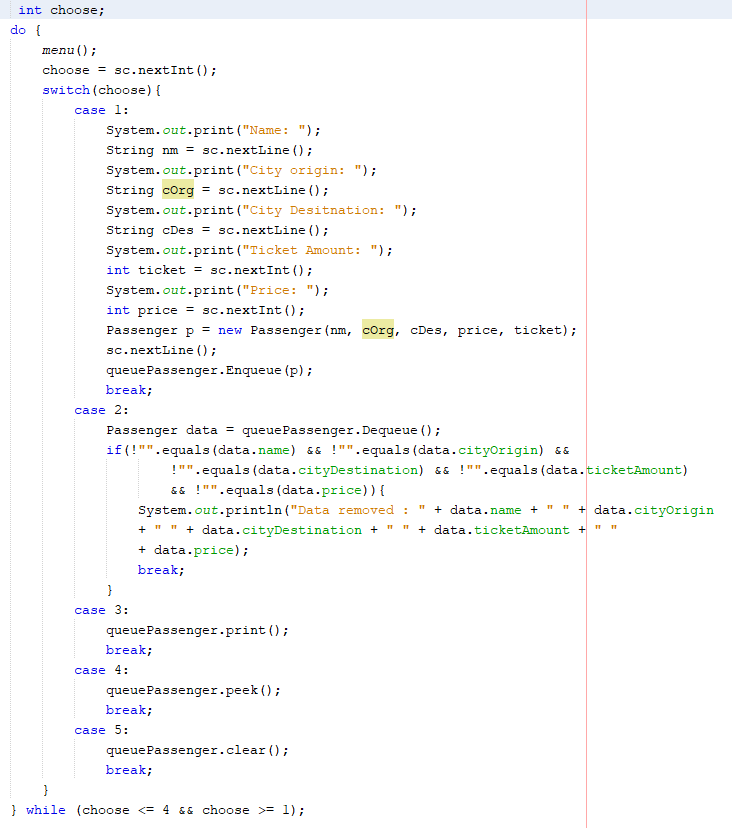 int choose;
do {
menu();
choose = sc.nextInt();
switch(choose){
case 1:
System.out.print("Name: ");
String nm = sc.nextLine();
System.out.print("City origin: ");
String cOrg = sc.nextLine();
System.out.print("City Desitnation: ");
String cDes = sc.nextLine();
System.out.print("Ticket Amount: ");
int ticket = sc.nextInt();
System.out.print("Price: ");
int price = sc.nextInt();
Passenger p = new Passenger(nm, cOrg, cDes, price, ticket);
sc.nextLine();
queuePassenger.Enqueue(p);
break;
case 2:
Passenger data = queuePassenger.Dequeue();
if(!"".equals(data.name) && !"".equals(data.cityOrigin) &&
!"".equals(data.cityDestination) && !"".equals(data.ticketAmount)
&& !"".equals(data.price)){
System.out.println("Data removed : " + data.name + " " + data.cityOrigin
+ " " + data.cityDestination + " " + data.ticketAmount + " "
+ data.price);
break;
}
case 3:
queuePassenger.print();
break;
case 4:
queuePassenger.peek();
break;
case 5:
queuePassenger.clear();
break;
}
} while (choose <= 4 && choose >= 1);